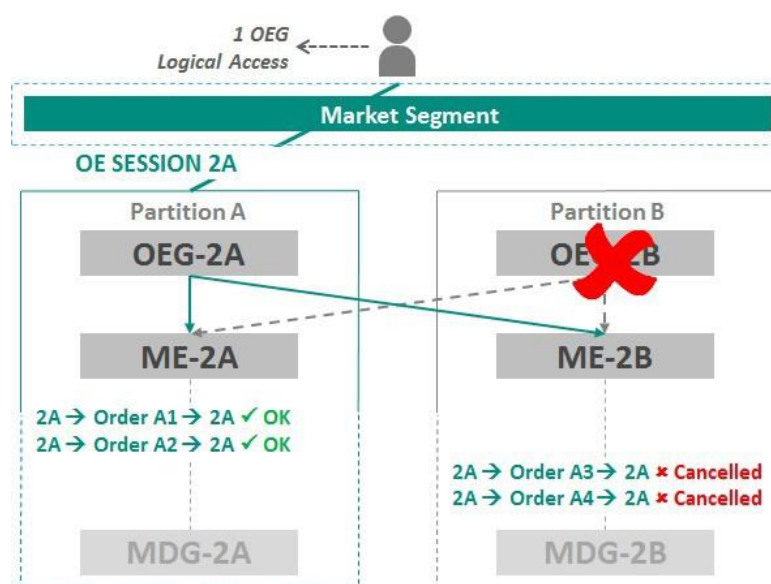 1 OEG
Logical Access
Market Segment
OE SESSION 2A
Partition A
Partition B
OEG-2A
OE 2B
ME-2A
ME-2B
2A → Order A1 → 2A ✓ OK
2A → Order A2 → 2A ✓ OK
2A → Order A3 → 2A ✖ Cancelled
2A → Order A4 → 2A ✖ Cancelled
MDG-2A
MDG-2B